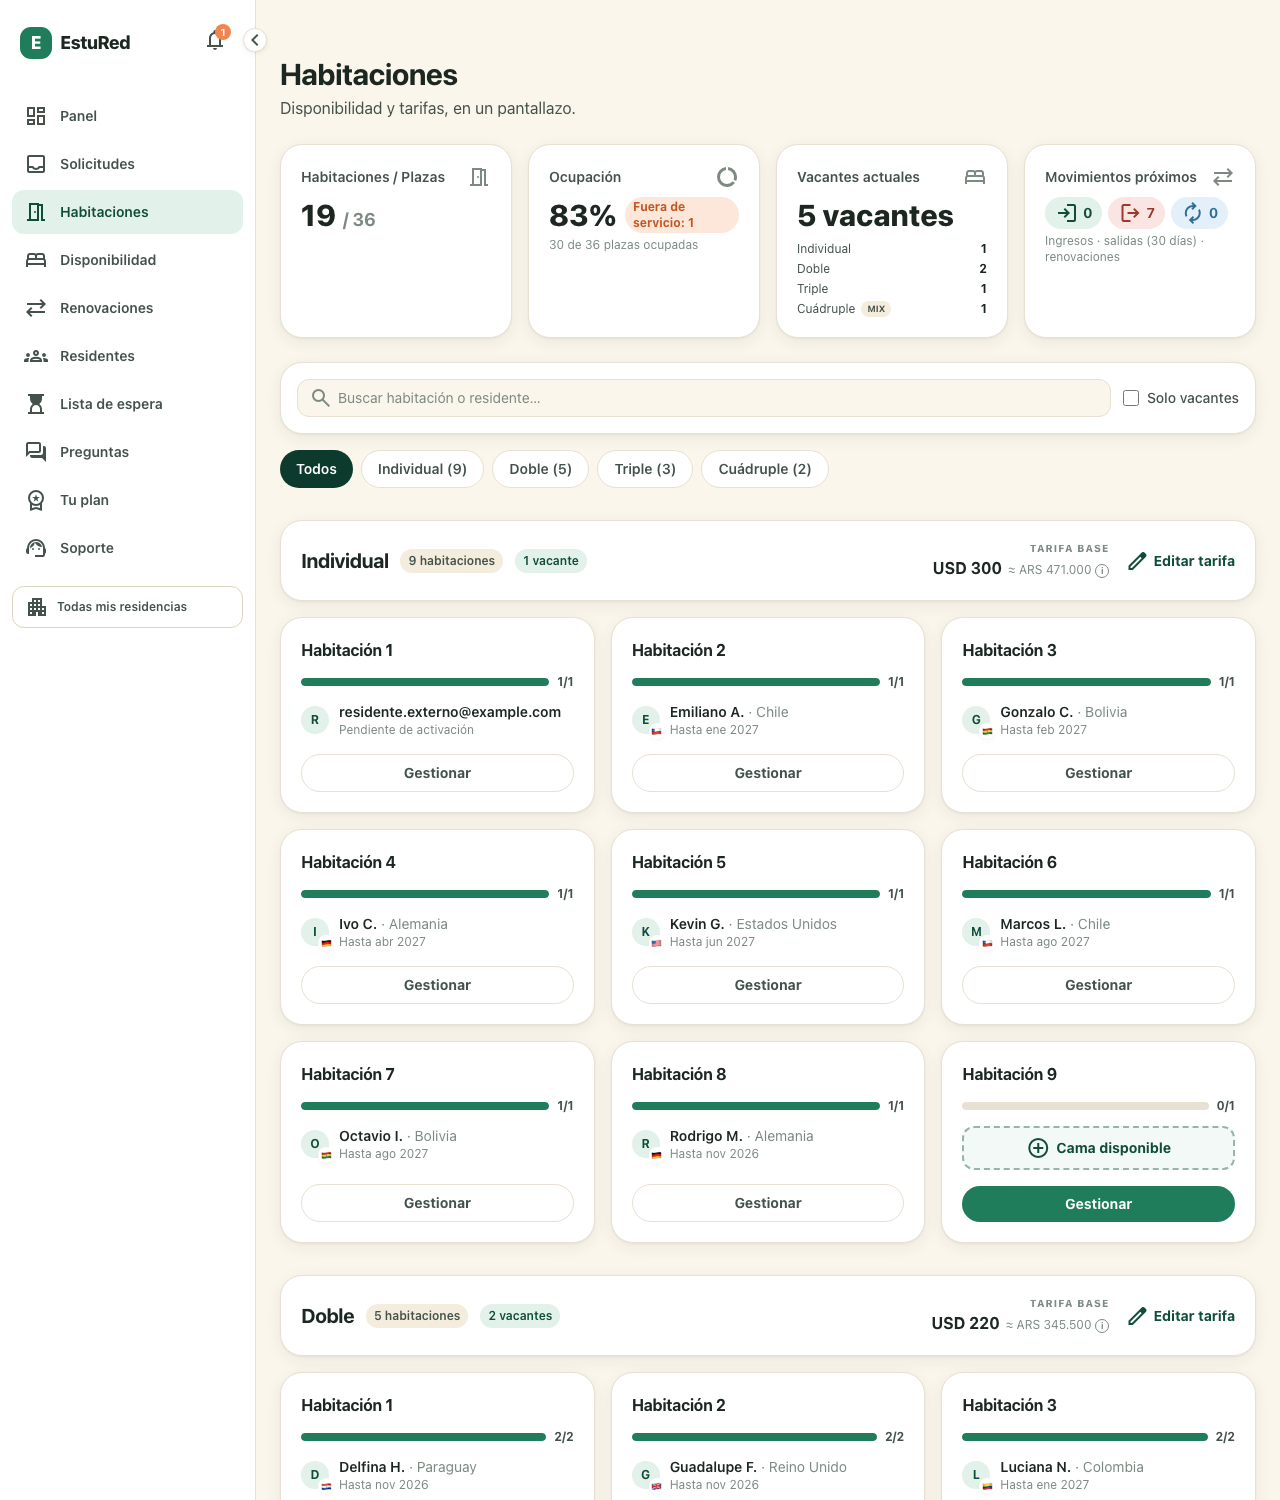 E EstuRed 1
Panel
Solicitudes
Habitaciones
Disponibilidad
Renovaciones
Residentes
Lista de espera
Preguntas
Tu plan
Soporte
Todas mis residencias
Habitaciones
Disponibilidad y tarifas, en un pantallazo.
Habitaciones / Plazas
19 / 36
Ocupación
83% Fuera de servicio: 1
30 de 36 plazas ocupadas
Vacantes actuales
5 vacantes
Individual 1
Doble 2
Triple 1
Cuádruple MIX 1
Movimientos próximos
0 7 0
Ingresos · salidas (30 días) ·
renovaciones
Buscar habitación o residente...
Solo vacantes
Todos Individual (9) Doble (5) Triple (3) Cuádruple (2)
Individual 9 habitaciones 1 vacante
TARIFA BASE
USD 300 ≈ ARS 471.000
Editar tarifa
Habitación 1
1/1
R residente.externo@example.com
Pendiente de activación
Gestionar
Habitación 2
1/1
E Emiliano A. · Chile
Hasta ene 2027
Gestionar
Habitación 3
1/1
G Gonzalo C. · Bolivia
Hasta feb 2027
Gestionar
Habitación 4
1/1
I Ivo C. · Alemania
Hasta abr 2027
Gestionar
Habitación 5
1/1
K Kevin G. · Estados Unidos
Hasta jun 2027
Gestionar
Habitación 6
1/1
M Marcos L. · Chile
Hasta ago 2027
Gestionar
Habitación 7
1/1
O Octavio I. · Bolivia
Hasta ago 2027
Gestionar
Habitación 8
1/1
R Rodrigo M. · Alemania
Hasta nov 2026
Gestionar
Habitación 9
0/1
Cama disponible
Gestionar
Doble 5 habitaciones 2 vacantes
TARIFA BASE
USD 220 ≈ ARS 345.500
Editar tarifa
Habitación 1
2/2
D Delfina H. · Paraguay
Hasta nov 2026
Habitación 2
2/2
G Guadalupe F. · Reino Unido
Hasta nov 2026
Habitación 3
2/2
L Luciana N. · Colombia
Hasta ene 2027